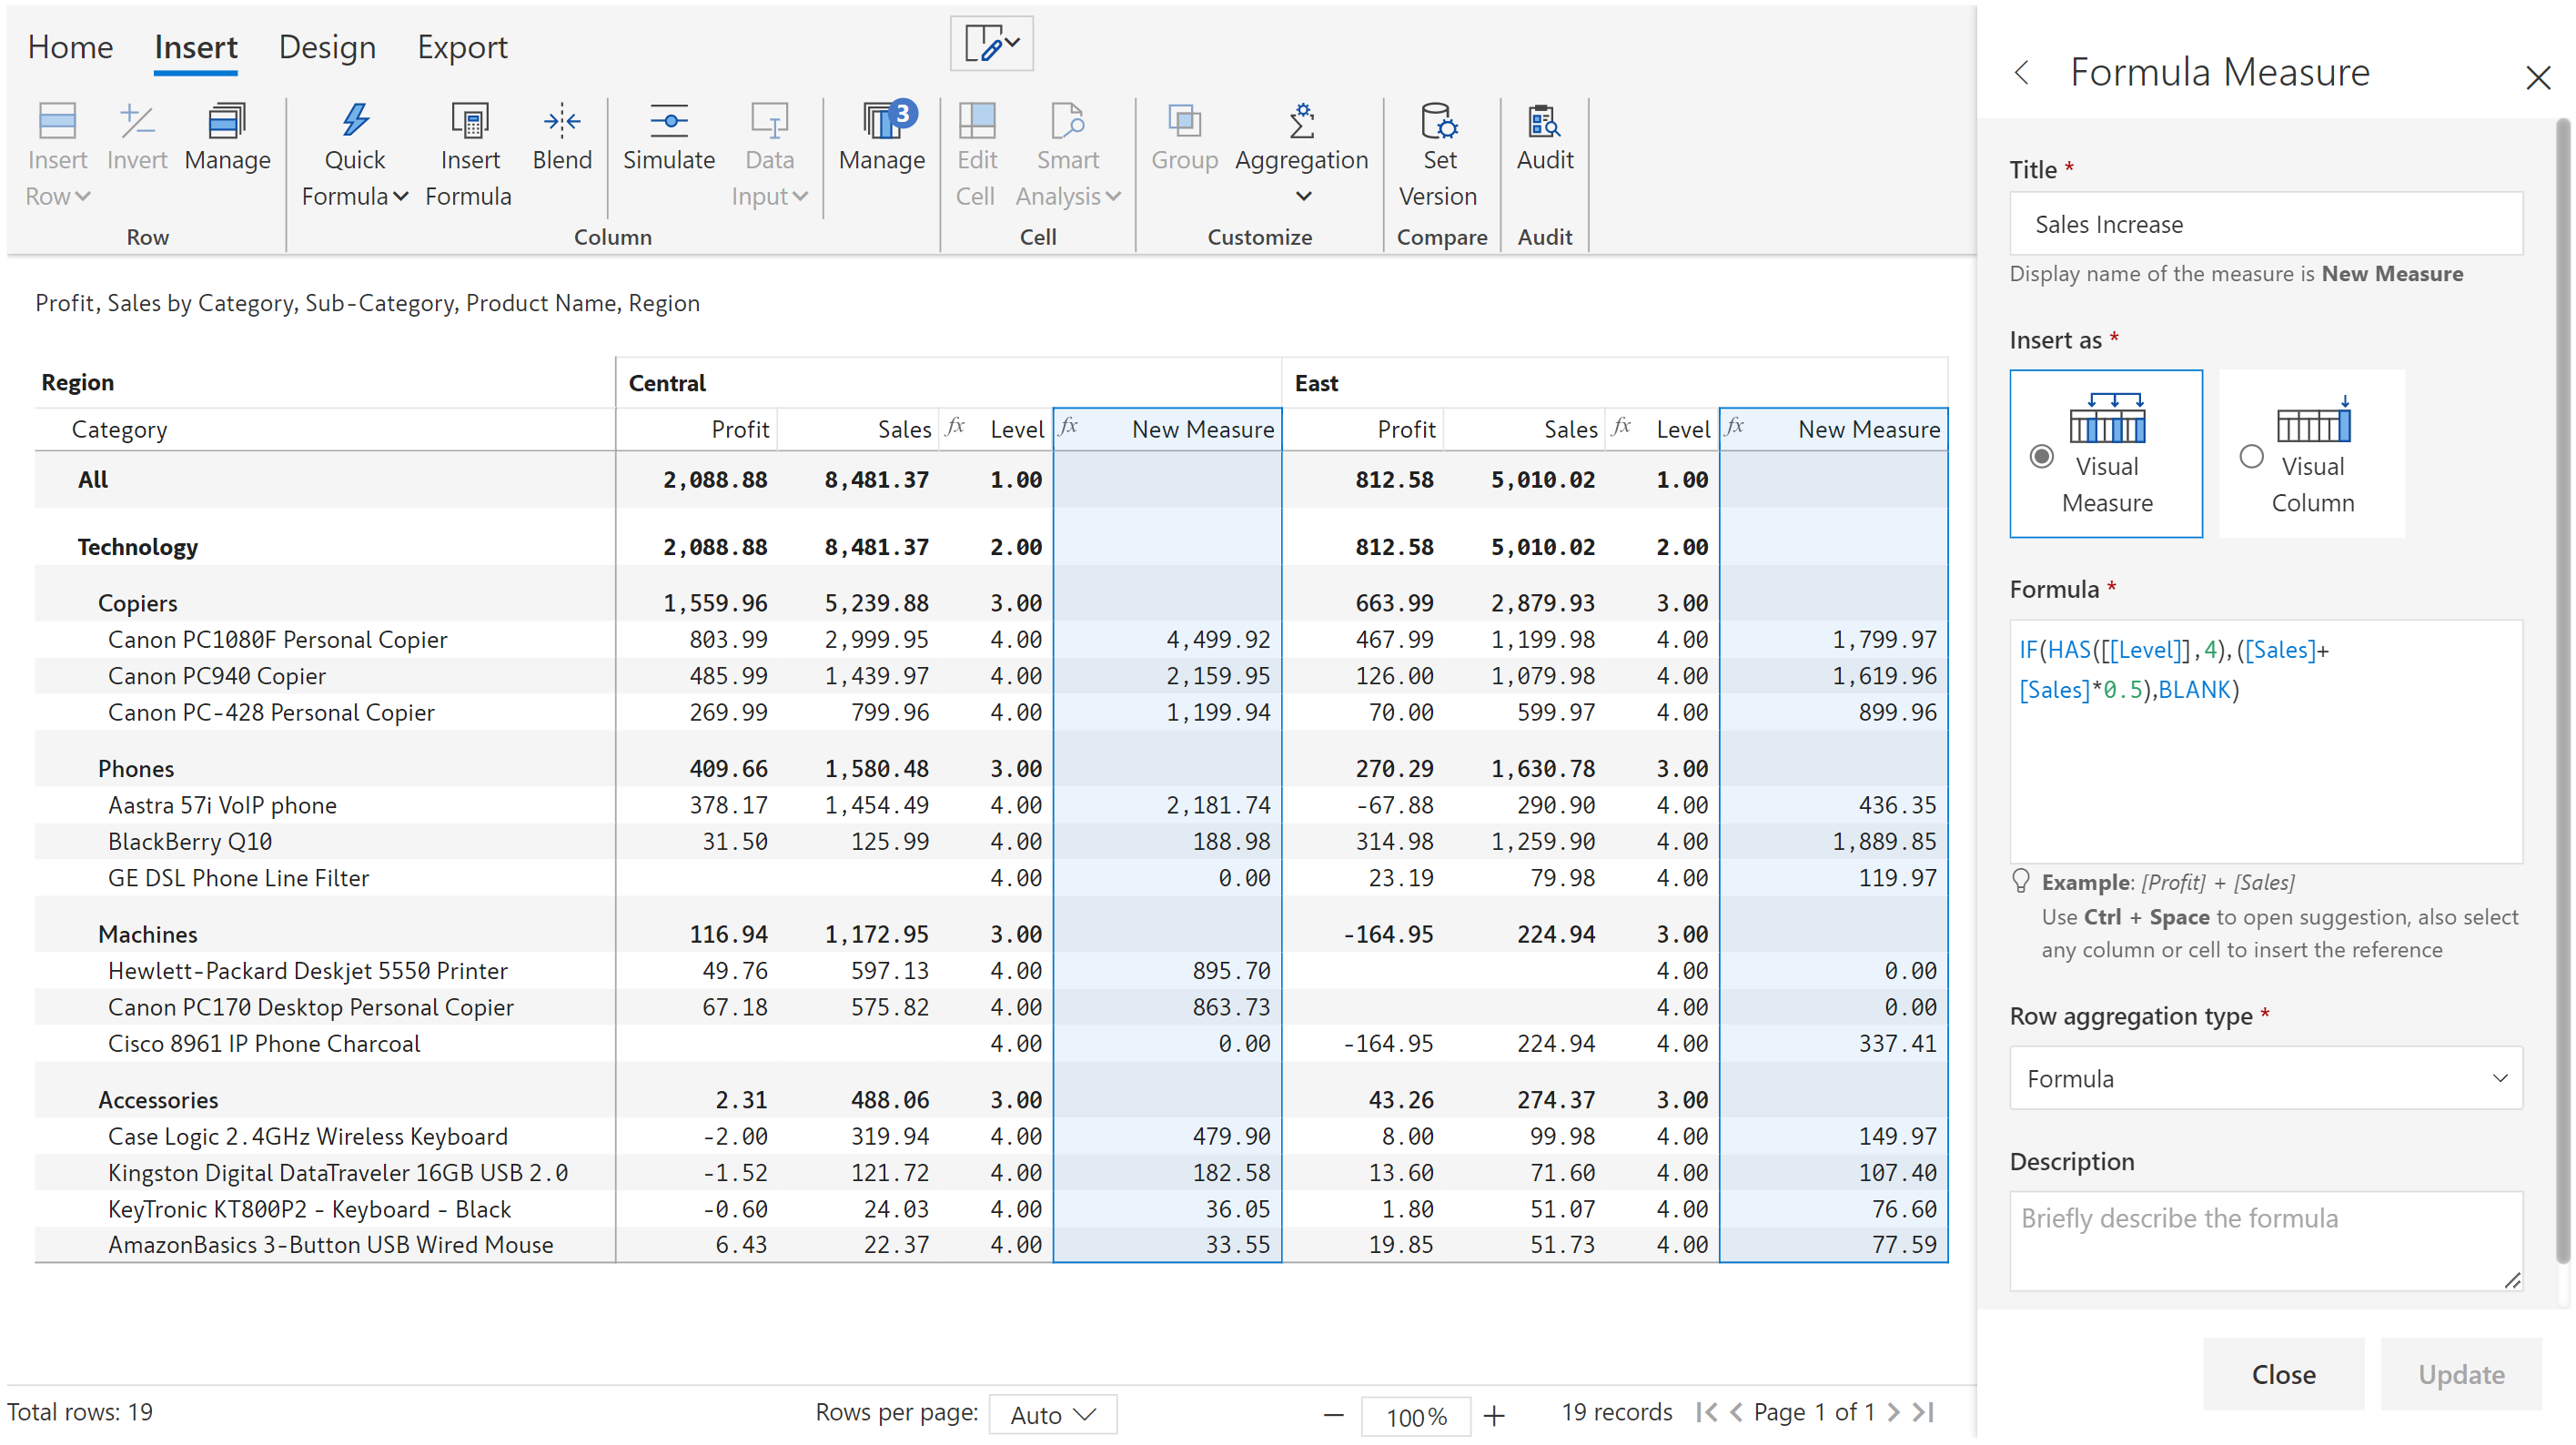 Home Insert Design Export
Insert Row
Invert
Manage
Row
Quick Formula
Insert Formula
Blend
Simulate
Data Input
Manage 3
Column
Edit Cell
Smart Analysis
Cell
Group
Aggregation
Customize
Set Version
Compare
Audit
Audit
Profit, Sales by Category, Sub-Category, Product Name, Region
Region Central East
Category Profit Sales fx Level fx New Measure Profit Sales fx Level fx New Measure
All 2,088.88 8,481.37 1.00 812.58 5,010.02 1.00
Technology 2,088.88 8,481.37 2.00 812.58 5,010.02 2.00
Copiers 1,559.96 5,239.88 3.00 663.99 2,879.93 3.00
Canon PC1080F Personal Copier 803.99 2,999.95 4.00 4,499.92 467.99 1,199.98 4.00 1,799.97
Canon PC940 Copier 485.99 1,439.97 4.00 2,159.95 126.00 1,079.98 4.00 1,619.96
Canon PC-428 Personal Copier 269.99 799.96 4.00 1,199.94 70.00 599.97 4.00 899.96
Phones 409.66 1,580.48 3.00 270.29 1,630.78 3.00
Aastra 57i VoIP phone 378.17 1,454.49 4.00 2,181.74 -67.88 290.90 4.00 436.35
BlackBerry Q10 31.50 125.99 4.00 188.98 314.98 1,259.90 4.00 1,889.85
GE DSL Phone Line Filter 4.00 0.00 23.19 79.98 4.00 119.97
Machines 116.94 1,172.95 3.00 -164.95 224.94 3.00
Hewlett-Packard Deskjet 5550 Printer 49.76 597.13 4.00 895.70 4.00 0.00
Canon PC170 Desktop Personal Copier 67.18 575.82 4.00 863.73 4.00 0.00
Cisco 8961 IP Phone Charcoal 4.00 0.00 -164.95 224.94 4.00 337.41
Accessories 2.31 488.06 3.00 43.26 274.37 3.00
Case Logic 2.4GHz Wireless Keyboard -2.00 319.94 4.00 479.90 8.00 99.98 4.00 149.97
Kingston Digital DataTraveler 16GB USB 2.0 -1.52 121.72 4.00 182.58 13.60 71.60 4.00 107.40
KeyTronic KT800P2 - Keyboard - Black -0.60 24.03 4.00 36.05 1.80 51.07 4.00 76.60
AmazonBasics 3-Button USB Wired Mouse 6.43 22.37 4.00 33.55 19.85 51.73 4.00 77.59
Total rows: 19 Rows per page: Auto 100% 19 records Page 1 of 1
Formula Measure
Title *
Sales Increase
Display name of the measure is New Measure
Insert as *
Visual Measure
Visual Column
Formula *
IF(HAS([[Level]],4),([Sales]+
[Sales]*0.5),BLANK)
Example: [Profit] + [Sales]
Use Ctrl + Space to open suggestion, also select
any column or cell to insert the reference
Row aggregation type *
Formula
Description
Briefly describe the formula
Close Update